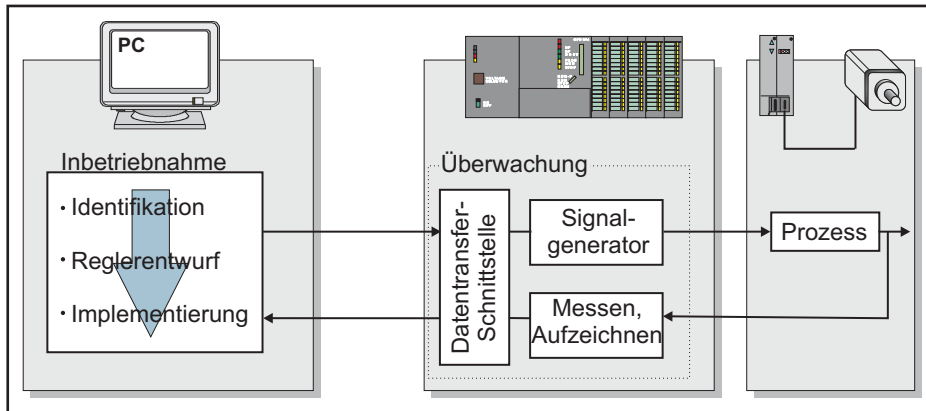 PC
Inbetriebnahme
· Identifikation
· Reglerentwurf
· Implementierung
Überwachung
Datentransfer-
Schnittstelle
Signal-
generator
Messen,
Aufzeichnen
Prozess